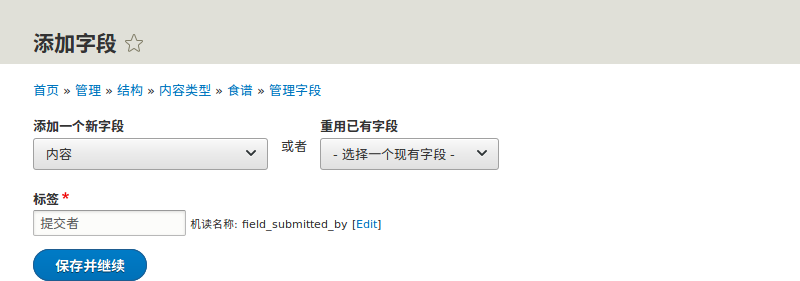 添加字段
首页 » 管理 » 结构 » 内容类型 » 食谱 » 管理字段
添加一个新字段 重用已有字段
内容 或者 - 选择一个现有字段 -
标签 *
提交者 机读名称: field_submitted_by [Edit]
保存并继续